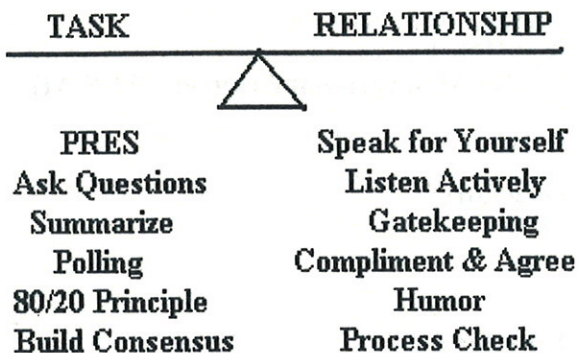 TASK RELATIONSHIP
PRES Speak for Yourself
Ask Questions Listen Actively
Summarize Gatekeeping
Polling Compliment & Agree
80/20 Principle Humor
Build Consensus Process Check